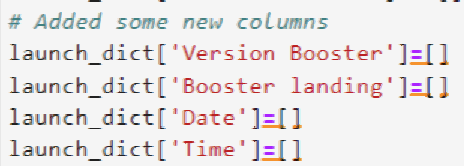 # Added some new columns
launch_dict['Version Booster']=[]
launch_dict['Booster landing']=[]
launch_dict['Date']=[]
launch_dict['Time']=[]